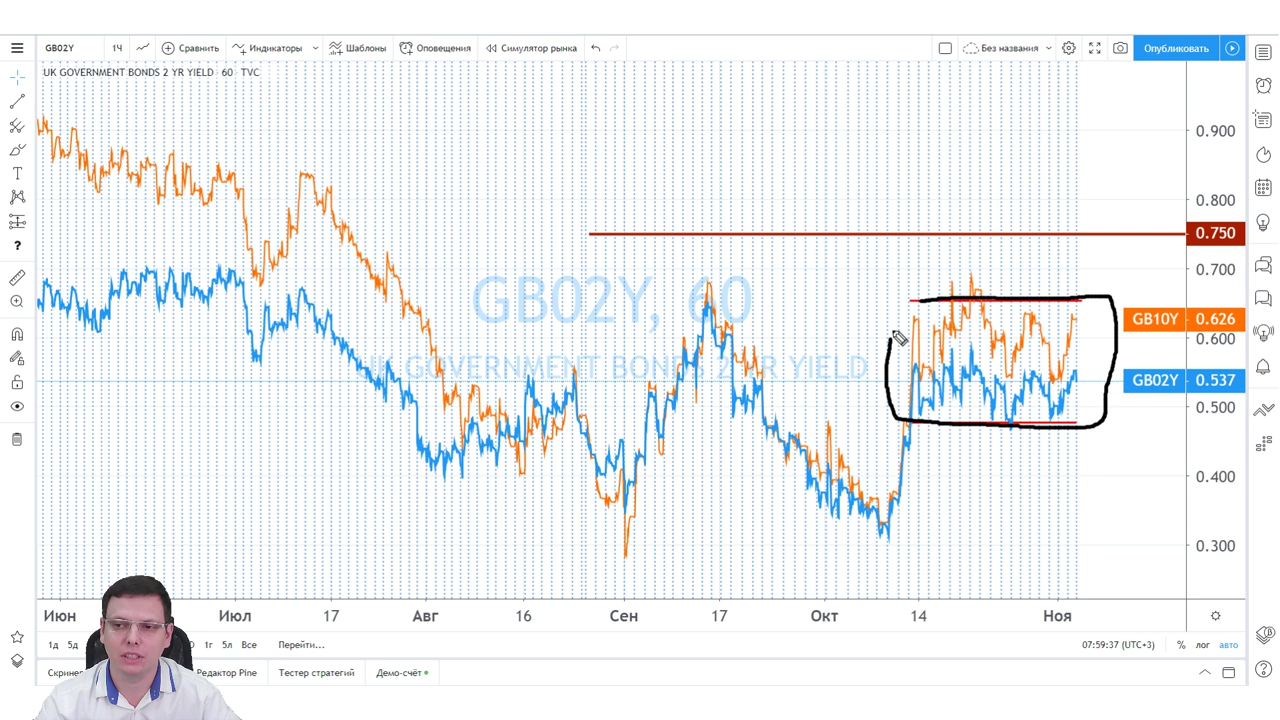 GB02Y 1Ч Сравнить Индикаторы Шаблоны Оповещения Симулятор рынка Без названия Опубликовать
UK GOVERNMENT BONDS 2 YR YIELD · 60 · TVC
T
?
0.900
0.800
0.750
0.700
GB02Y, 60
UK GOVERNMENT BONDS 2 YR YIELD
GB10Y 0.626
0.600
GB02Y 0.537
0.500
0.400
0.300
Июн Июл 17 Авг 16 Сен 17 Окт 14 Ноя
1д 5д 1г 5л Все Перейти... 07:59:37 (UTC+3) % лог авто
Скринер Редактор Pine Тестер стратегий Демо-счёт